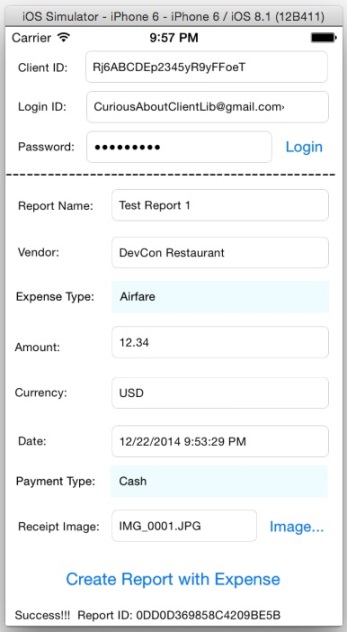 iOS Simulator - iPhone 6 - iPhone 6 / iOS 8.1 (12B411)
Carrier 9:57 PM
Client ID: Rj6ABCDEp2345yR9yFFoeT
Login ID: CuriousAboutClientLib@gmail.com›
Password: ●●●●●●●●● Login
Report Name: Test Report 1
Vendor: DevCon Restaurant
Expense Type: Airfare
Amount: 12.34
Currency: USD
Date: 12/22/2014 9:53:29 PM
Payment Type: Cash
Receipt Image: IMG_0001.JPG Image...
Create Report with Expense
Success!!! Report ID: 0DD0D369858C4209BE5B